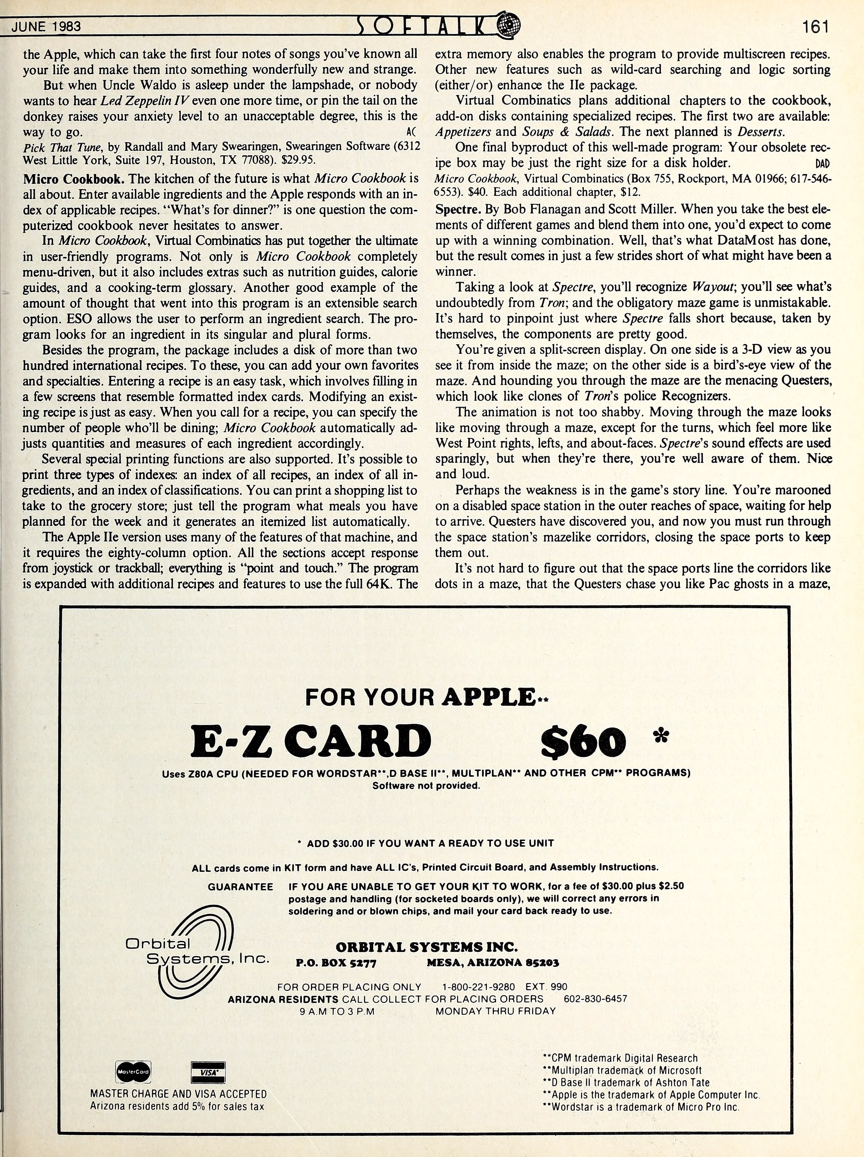 JUNE 1983
SOFTALK
161
the Apple, which can take the first four notes of songs you've known all
your life and make them into something wonderfully new and strange.
But when Uncle Waldo is asleep under the lampshade, or nobody
wants to hear Led Zeppelin IV even one more time, or pin the tail on the
donkey raises your anxiety level to an unacceptable degree, this is the
way to go. AC
Pick That Tune, by Randall and Mary Swearingen, Swearingen Software (6312
West Little York, Suite 197, Houston, TX 77088). $29.95.
Micro Cookbook. The kitchen of the future is what Micro Cookbook is
all about. Enter available ingredients and the Apple responds with an in-
dex of applicable recipes. "What's for dinner?" is one question the com-
puterized cookbook never hesitates to answer.
In Micro Cookbook, Virtual Combinatics has put together the ultimate
in user-friendly programs. Not only is Micro Cookbook completely
menu-driven, but it also includes extras such as nutrition guides, calorie
guides, and a cooking-term glossary. Another good example of the
amount of thought that went into this program is an extensible search
option. ESO allows the user to perform an ingredient search. The pro-
gram looks for an ingredient in its singular and plural forms.
Besides the program, the package includes a disk of more than two
hundred international recipes. To these, you can add your own favorites
and specialties. Entering a recipe is an easy task, which involves filling in
a few screens that resemble formatted index cards. Modifying an exist-
ing recipe is just as easy. When you call for a recipe, you can specify the
number of people who'll be dining; Micro Cookbook automatically ad-
justs quantities and measures of each ingredient accordingly.
Several special printing functions are also supported. It's possible to
print three types of indexes: an index of all recipes, an index of all in-
gredients, and an index of classifications. You can print a shopping list to
take to the grocery store; just tell the program what meals you have
planned for the week and it generates an itemized list automatically.
The Apple IIe version uses many of the features of that machine, and
it requires the eighty-column option. All the sections accept response
from joystick or trackball; everything is "point and touch." The program
is expanded with additional recipes and features to use the full 64K. The
extra memory also enables the program to provide multiscreen recipes.
Other new features such as wild-card searching and logic sorting
(either/or) enhance the IIe package.
Virtual Combinatics plans additional chapters to the cookbook,
add-on disks containing specialized recipes. The first two are available:
Appetizers and Soups & Salads. The next planned is Desserts.
One final byproduct of this well-made program: Your obsolete rec-
ipe box may be just the right size for a disk holder. DAD
Micro Cookbook, Virtual Combinatics (Box 755, Rockport, MA 01966; 617-546-
6553). $40. Each additional chapter, $12.
Spectre. By Bob Flanagan and Scott Miller. When you take the best ele-
ments of different games and blend them into one, you'd expect to come
up with a winning combination. Well, that's what DataMost has done,
but the result comes in just a few strides short of what might have been a
winner.
Taking a look at Spectre, you'll recognize Wayout; you'll see what's
undoubtedly from Tron; and the obligatory maze game is unmistakable.
It's hard to pinpoint just where Spectre falls short because, taken by
themselves, the components are pretty good.
You're given a split-screen display. On one side is a 3-D view as you
see it from inside the maze; on the other side is a bird's-eye view of the
maze. And hounding you through the maze are the menacing Questers,
which look like clones of Tron's police Recognizers.
The animation is not too shabby. Moving through the maze looks
like moving through a maze, except for the turns, which feel more like
West Point rights, lefts, and about-faces. Spectre's sound effects are used
sparingly, but when they're there, you're well aware of them. Nice
and loud.
Perhaps the weakness is in the game's story line. You're marooned
on a disabled space station in the outer reaches of space, waiting for help
to arrive. Questers have discovered you, and now you must run through
the space station's mazelike corridors, closing the space ports to keep
them out.
It's not hard to figure out that the space ports line the corridors like
dots in a maze, that the Questers chase you like Pac ghosts in a maze,
FOR YOUR APPLE**
E-Z CARD $60 *
Uses Z80A CPU (NEEDED FOR WORDSTAR**,D BASE II**, MULTIPLAN** AND OTHER CPM** PROGRAMS)
Software not provided.
* ADD $30.00 IF YOU WANT A READY TO USE UNIT
ALL cards come in KIT form and have ALL IC's, Printed Circuit Board, and Assembly Instructions.
GUARANTEE IF YOU ARE UNABLE TO GET YOUR KIT TO WORK, for a fee of $30.00 plus $2.50
postage and handling (for socketed boards only), we will correct any errors in
soldering and or blown chips, and mail your card back ready to use.
Orbital
Systems, Inc.
ORBITAL SYSTEMS INC.
P.O. BOX 5277 MESA, ARIZONA 85203
FOR ORDER PLACING ONLY 1-800-221-9280 EXT. 990
ARIZONA RESIDENTS CALL COLLECT FOR PLACING ORDERS 602-830-6457
9 A.M TO 3 P.M MONDAY THRU FRIDAY
MasterCard
VISA
MASTER CHARGE AND VISA ACCEPTED
Arizona residents add 5% for sales tax
**CPM trademark Digital Research
**Multiplan trademack of Microsoft
**D Base II trademark of Ashton Tate
**Apple is the trademark of Apple Computer Inc.
**Wordstar is a trademark of Micro Pro Inc.